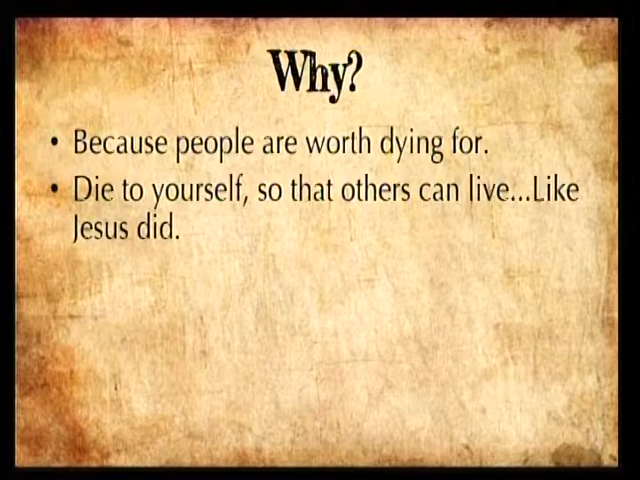 Why?
• Because people are worth dying for.
• Die to yourself, so that others can live...Like
Jesus did.